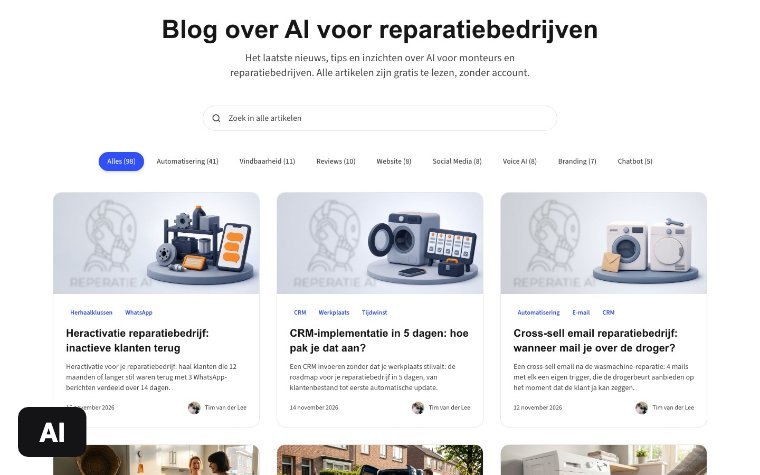 Blog over AI voor reparatiebedrijven
Het laatste nieuws, tips en inzichten over AI voor monteurs en
reparatiebedrijven. Alle artikelen zijn gratis te lezen, zonder account.
Zoek in alle artikelen
Alles (98)
Automatisering (41)
Vindbaarheid (11)
Reviews (10)
Website (8)
Social Media (8)
Voice AI (8)
Branding (7)
Chatbot (5)
REPERATIE AI
Herhaalklussen
WhatsApp
Heractivatie reparatiebedrijf:
inactieve klanten terug
Heractivatie voor je reparatiebedrijf: haal klanten die 12
maanden of langer stil waren terug met 3 WhatsApp-
berichten verdeeld over 14 dagen.
november 2026
Tim van der Lee
REPERATIE AI
CRM
Werkplaats
Tijdwinst
CRM-implementatie in 5 dagen: hoe
pak je dat aan?
Een CRM invoeren zonder dat je werkplaats stilvalt: de
roadmap voor je reparatiebedrijf in 5 dagen, van
klantenbestand tot eerste automatische update.
14 november 2026
Tim van der Lee
REPERATIE AI
Automatisering
E-mail
CRM
Cross-sell email reparatiebedrijf:
wanneer mail je over de droger?
Een cross-sell email na de wasmachine-reparatie: 4 mails
met elk een eigen trigger, die de drogerbeurt aanbieden op
het moment dat de klant ja kan zeggen.
12 november 2026
Tim van der Lee
AI